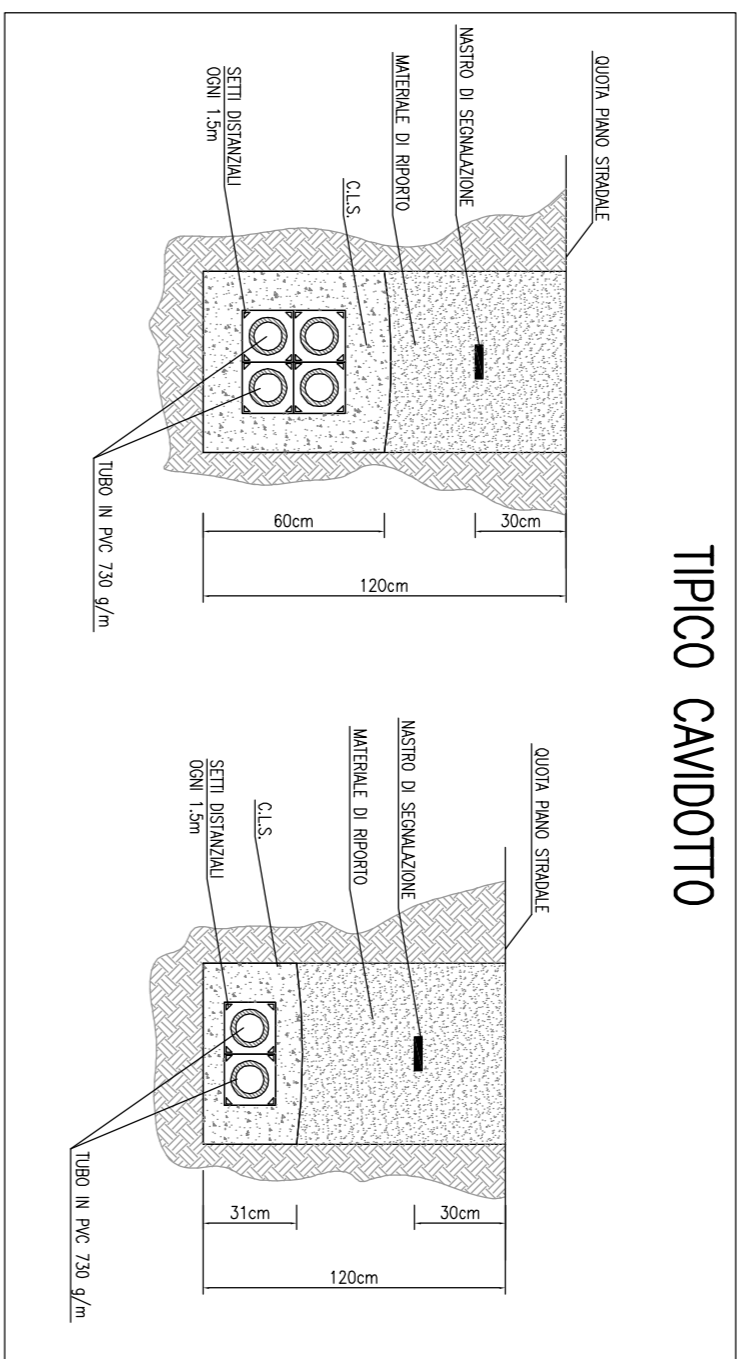 TIPICO CAVIDOTTO
QUOTA PIANO STRADALE
NASTRO DI SEGNALAZIONE
MATERIALE DI RIPORTO
C.L.S.
SETTI DISTANZIALI
OGNI 1.5m
TUBO IN PVC 730 g/m
30cm
60cm
120cm
QUOTA PIANO STRADALE
NASTRO DI SEGNALAZIONE
MATERIALE DI RIPORTO
C.L.S.
SETTI DISTANZIALI
OGNI 1.5m
TUBO IN PVC 730 g/m
30cm
31cm
120cm